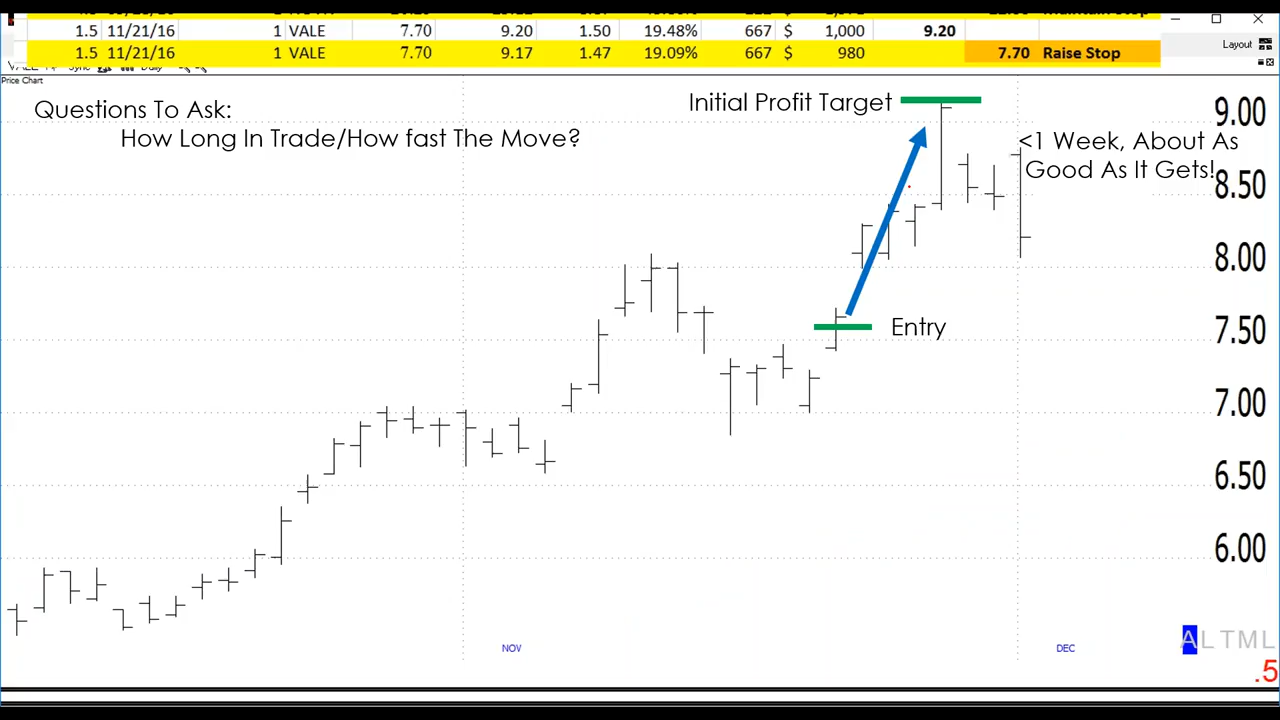 1.5 11/21/16 1 VALE 7.70 9.20 1.50 19.48% 667 $ 1,000 9.20
1.5 11/21/16 1 VALE 7.70 9.17 1.47 19.09% 667 $ 980 7.70 Raise Stop
Layout
Price Chart
Questions To Ask:
How Long In Trade/How fast The Move?
Initial Profit Target
<1 Week, About As
Good As It Gets!
Entry
9.00
8.50
8.00
7.50
7.00
6.50
6.00
NOV
DEC
ALTML
.5